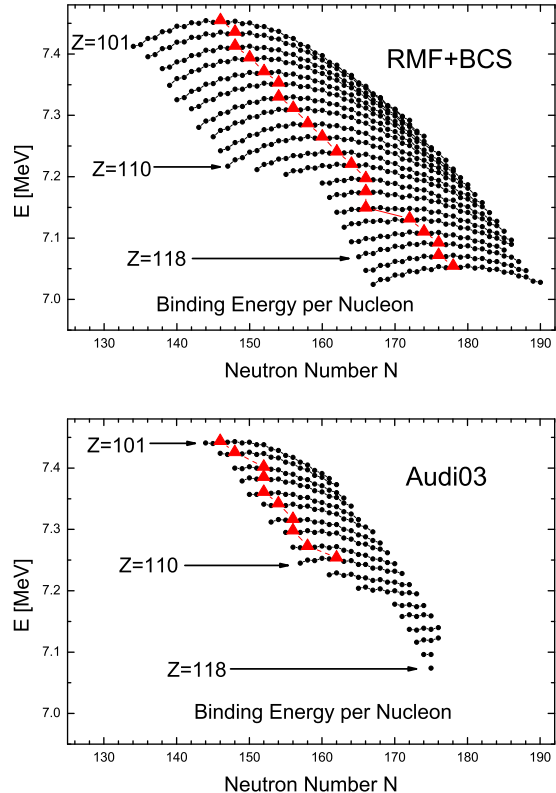 RMF+BCS
Z=101
7.4
7.3
7.2
7.1
7.0
E [MeV]
Z=110
Z=118
Binding Energy per Nucleon
130 140 150 160 170 180 190
Neutron Number N
Z=101
Audi03
7.4
7.3
7.2
7.1
7.0
E [MeV]
Z=110
Z=118
Binding Energy per Nucleon
130 140 150 160 170 180 190
Neutron Number N